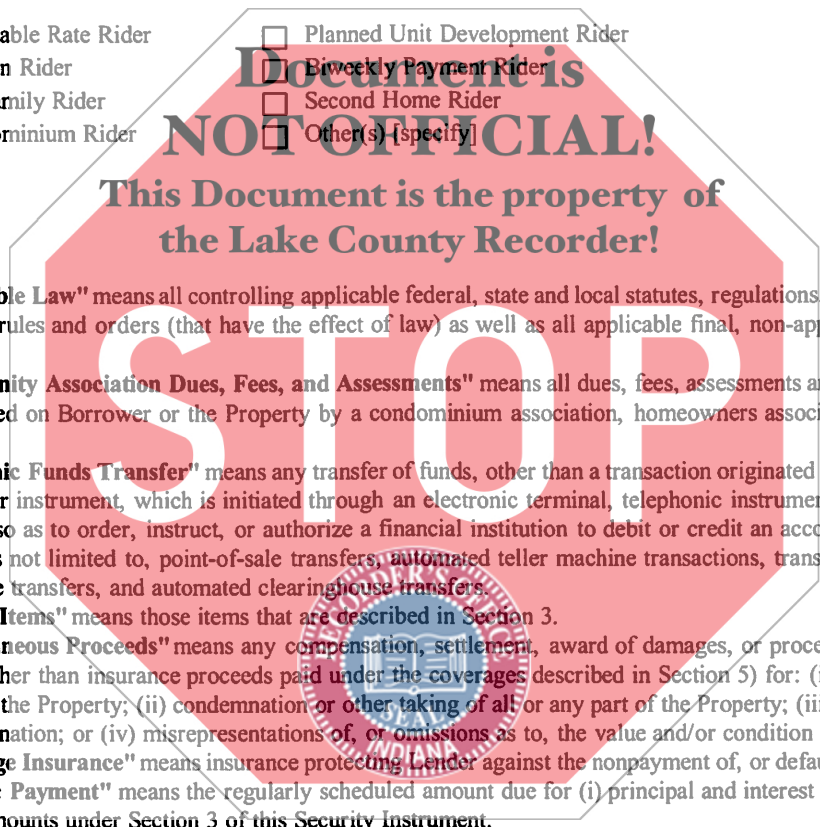 able Rate Rider ☐ Planned Unit Development Rider
n Rider ☐ Biweekly Payment Rider
mily Rider ☐ Second Home Rider
ominium Rider ☐ Other(s) [specify]
Document is
NOT OFFICIAL!
This Document is the property of
the Lake County Recorder!
ble Law" means all controlling applicable federal, state and local statutes, regulations,
rules and orders (that have the effect of law) as well as all applicable final, non-app
STOP
nity Association Dues, Fees, and Assessments" means all dues, fees, assessments a
ed on Borrower or the Property by a condominium association, homeowners associ
ic Funds Transfer" means any transfer of funds, other than a transaction originated
r instrument, which is initiated through an electronic terminal, telephonic instrumen
so as to order, instruct, or authorize a financial institution to debit or credit an acco
s not limited to, point-of-sale transfers, automated teller machine transactions, trans
e transfers, and automated clearinghouse transfers.
Items" means those items that are described in Section 3.
neous Proceeds" means any compensation, settlement, award of damages, or proce
her than insurance proceeds paid under the coverages described in Section 5) for: (i
the Property; (ii) condemnation or other taking of all or any part of the Property; (iii
nation; or (iv) misrepresentations of, or omissions as to, the value and/or condition
ge Insurance" means insurance protecting Lender against the nonpayment of, or defau
c Payment" means the regularly scheduled amount due for (i) principal and interest
mounts under Section 3 of this Security Instrument.
RECORDER'S OFFICE
SEAL
INDIANA